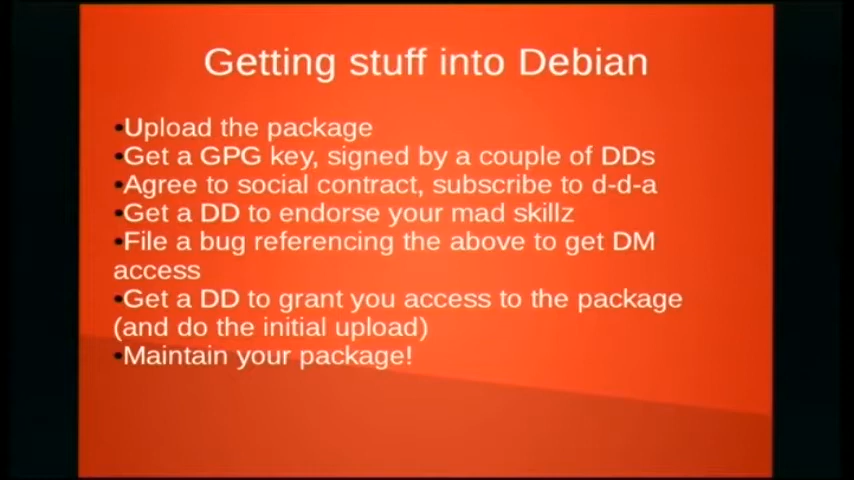 Getting stuff into Debian
•Upload the package
•Get a GPG key, signed by a couple of DDs
•Agree to social contract, subscribe to d-d-a
•Get a DD to endorse your mad skillz
•File a bug referencing the above to get DM
access
•Get a DD to grant you access to the package
(and do the initial upload)
•Maintain your package!